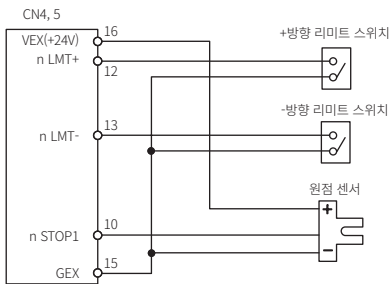 CN4, 5
VEX(+24V) 16
n LMT+ 12
n LMT- 13
n STOP1 10
GEX 15
+방향 리미트 스위치
-방향 리미트 스위치
원점 센서
+
−